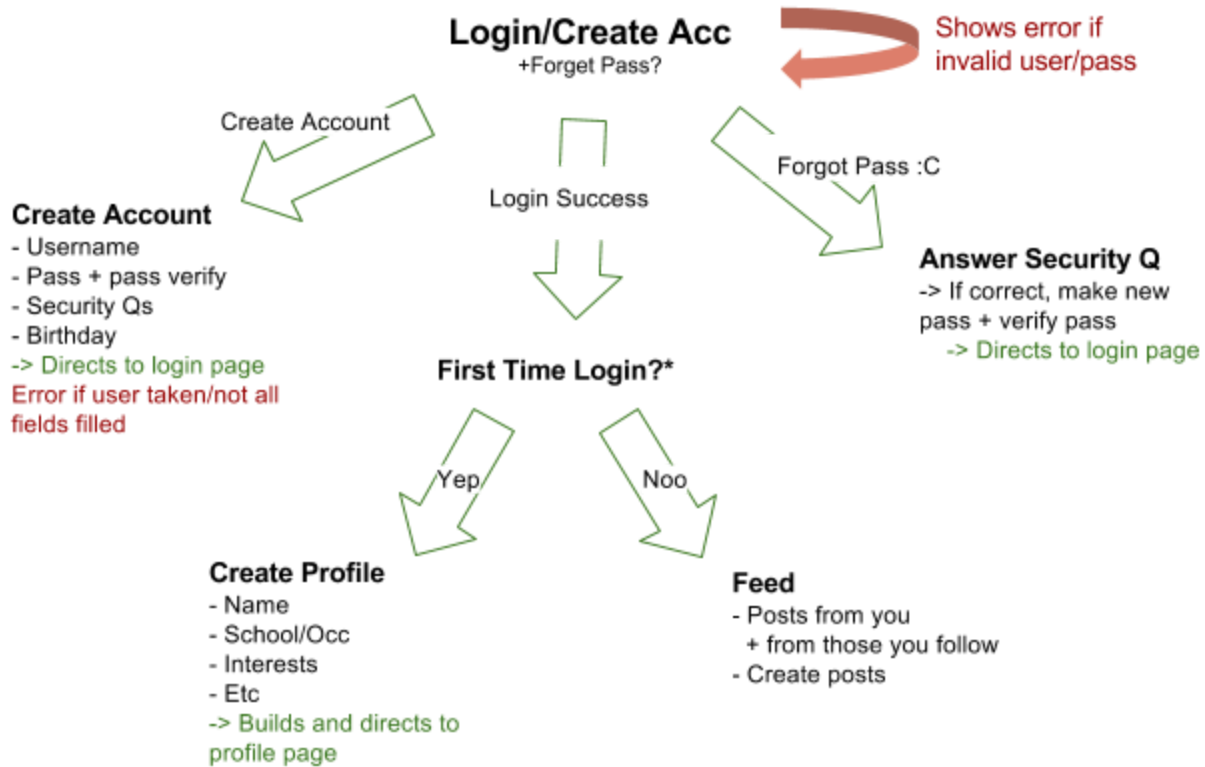 Login/Create Acc
+Forget Pass?
Shows error if
invalid user/pass
Create Account
Login Success
Forgot Pass :C
Create Account
- Username
- Pass + pass verify
- Security Qs
- Birthday
-> Directs to login page
Error if user taken/not all
fields filled
Answer Security Q
-> If correct, make new
pass + verify pass
-> Directs to login page
First Time Login?*
Yep
Noo
Create Profile
- Name
- School/Occ
- Interests
- Etc
-> Builds and directs to
profile page
Feed
- Posts from you
+ from those you follow
- Create posts